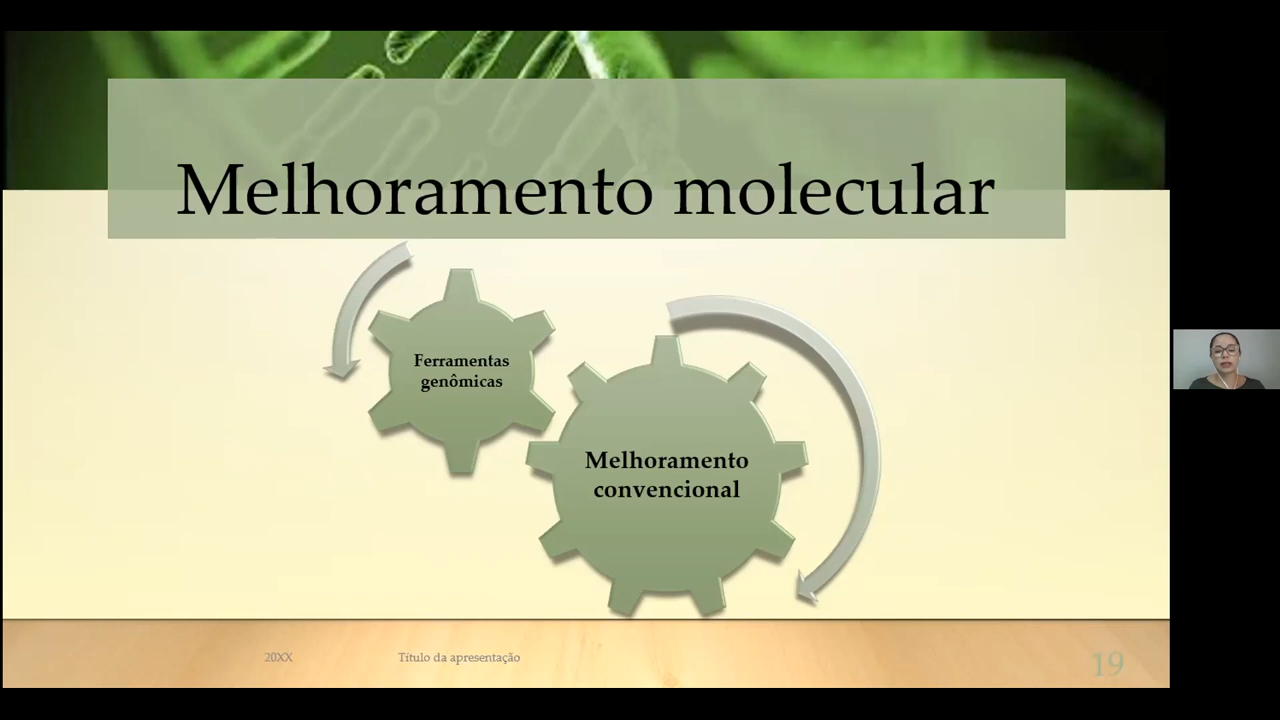 Melhoramento molecular
Ferramentas
genômicas
Melhoramento
convencional
20XX
Título da apresentação
19